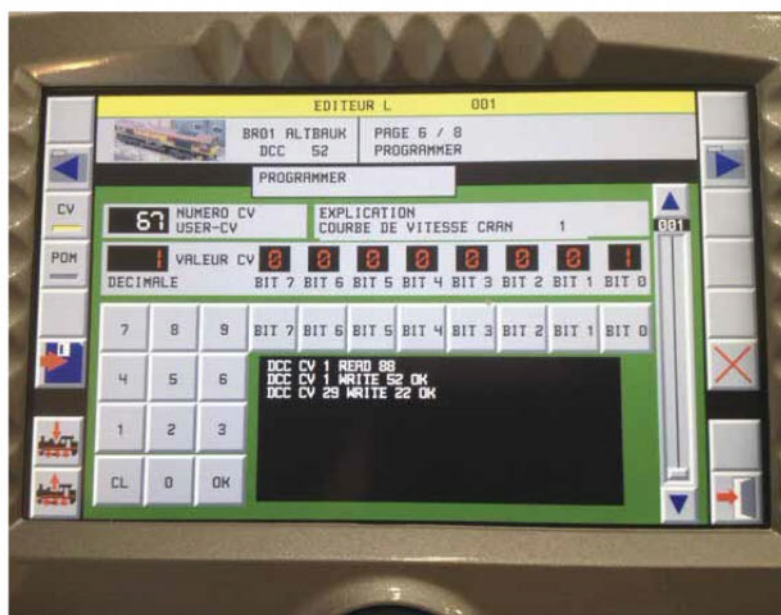 EDITEUR L 001
BR01 ALTBAUK
DCC 52
PAGE 6 / 8
PROGRAMMER
PROGRAMMER
CV
POM
67 NUMERO CV
USER-CV
EXPLICATION
COURBE DE VITESSE CRAN 1
001
1 VALEUR CV 0 0 0 0 0 0 0 1
DECIMALE BIT 7 BIT 6 BIT 5 BIT 4 BIT 3 BIT 2 BIT 1 BIT 0
7 8 9 BIT 7 BIT 6 BIT 5 BIT 4 BIT 3 BIT 2 BIT 1 BIT 0
DCC CV 1 READ 88
DCC CV 1 WRITE 52 OK
DCC CV 29 WRITE 22 OK
4 5 6
1 2 3
CL 0 OK